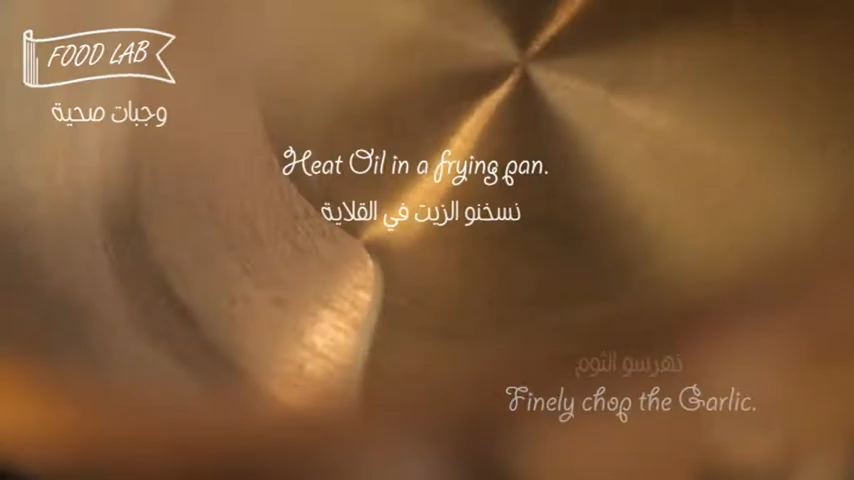 FOOD LAB
وجبات صحية
Heat Oil in a frying pan.
نسخنو الزيت في القلاية
نهرسو الثوم
Finely chop the Garlic.